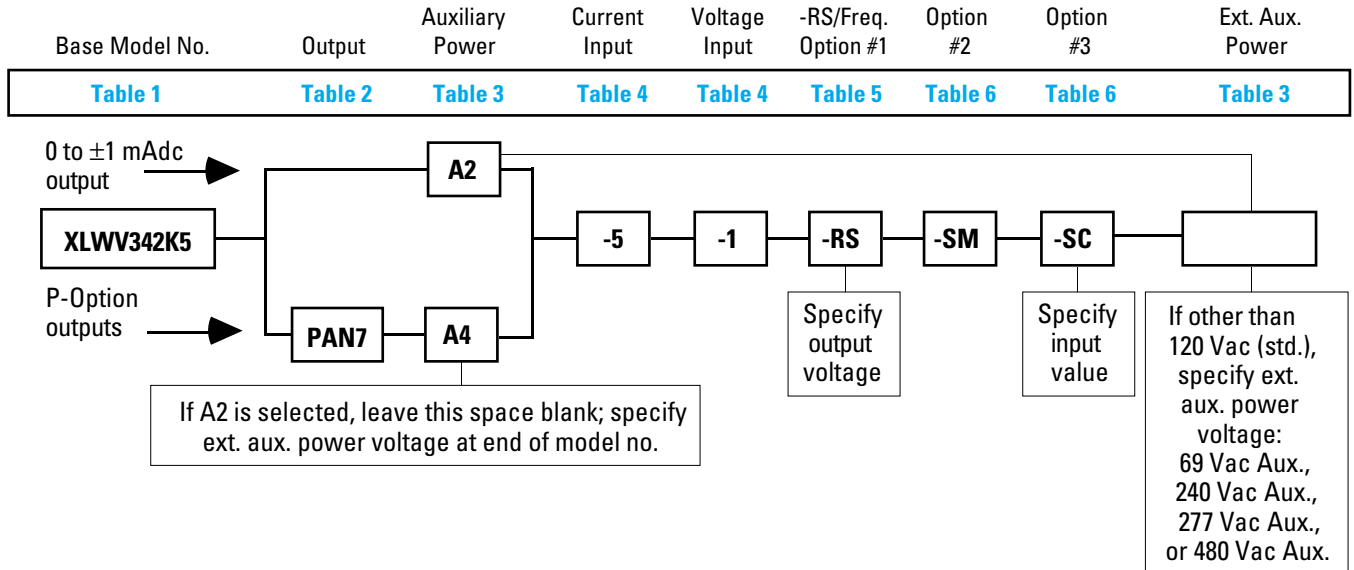 Base Model No.
Output
Auxiliary
Power
Current
Input
Voltage
Input
-RS/Freq.
Option #1
Option
#2
Option
#3
Ext. Aux.
Power
Table 1
Table 2
Table 3
Table 4
Table 4
Table 5
Table 6
Table 6
Table 3
0 to ±1 mAdc
output
A2
XLWV342K5
-5
-1
-RS
-SM
-SC
P-Option
outputs
PAN7
A4
Specify
output
voltage
Specify
input
value
If other than
120 Vac (std.),
specify ext.
aux. power
voltage:
69 Vac Aux.,
240 Vac Aux.,
277 Vac Aux.,
or 480 Vac Aux.
If A2 is selected, leave this space blank; specify
ext. aux. power voltage at end of model no.